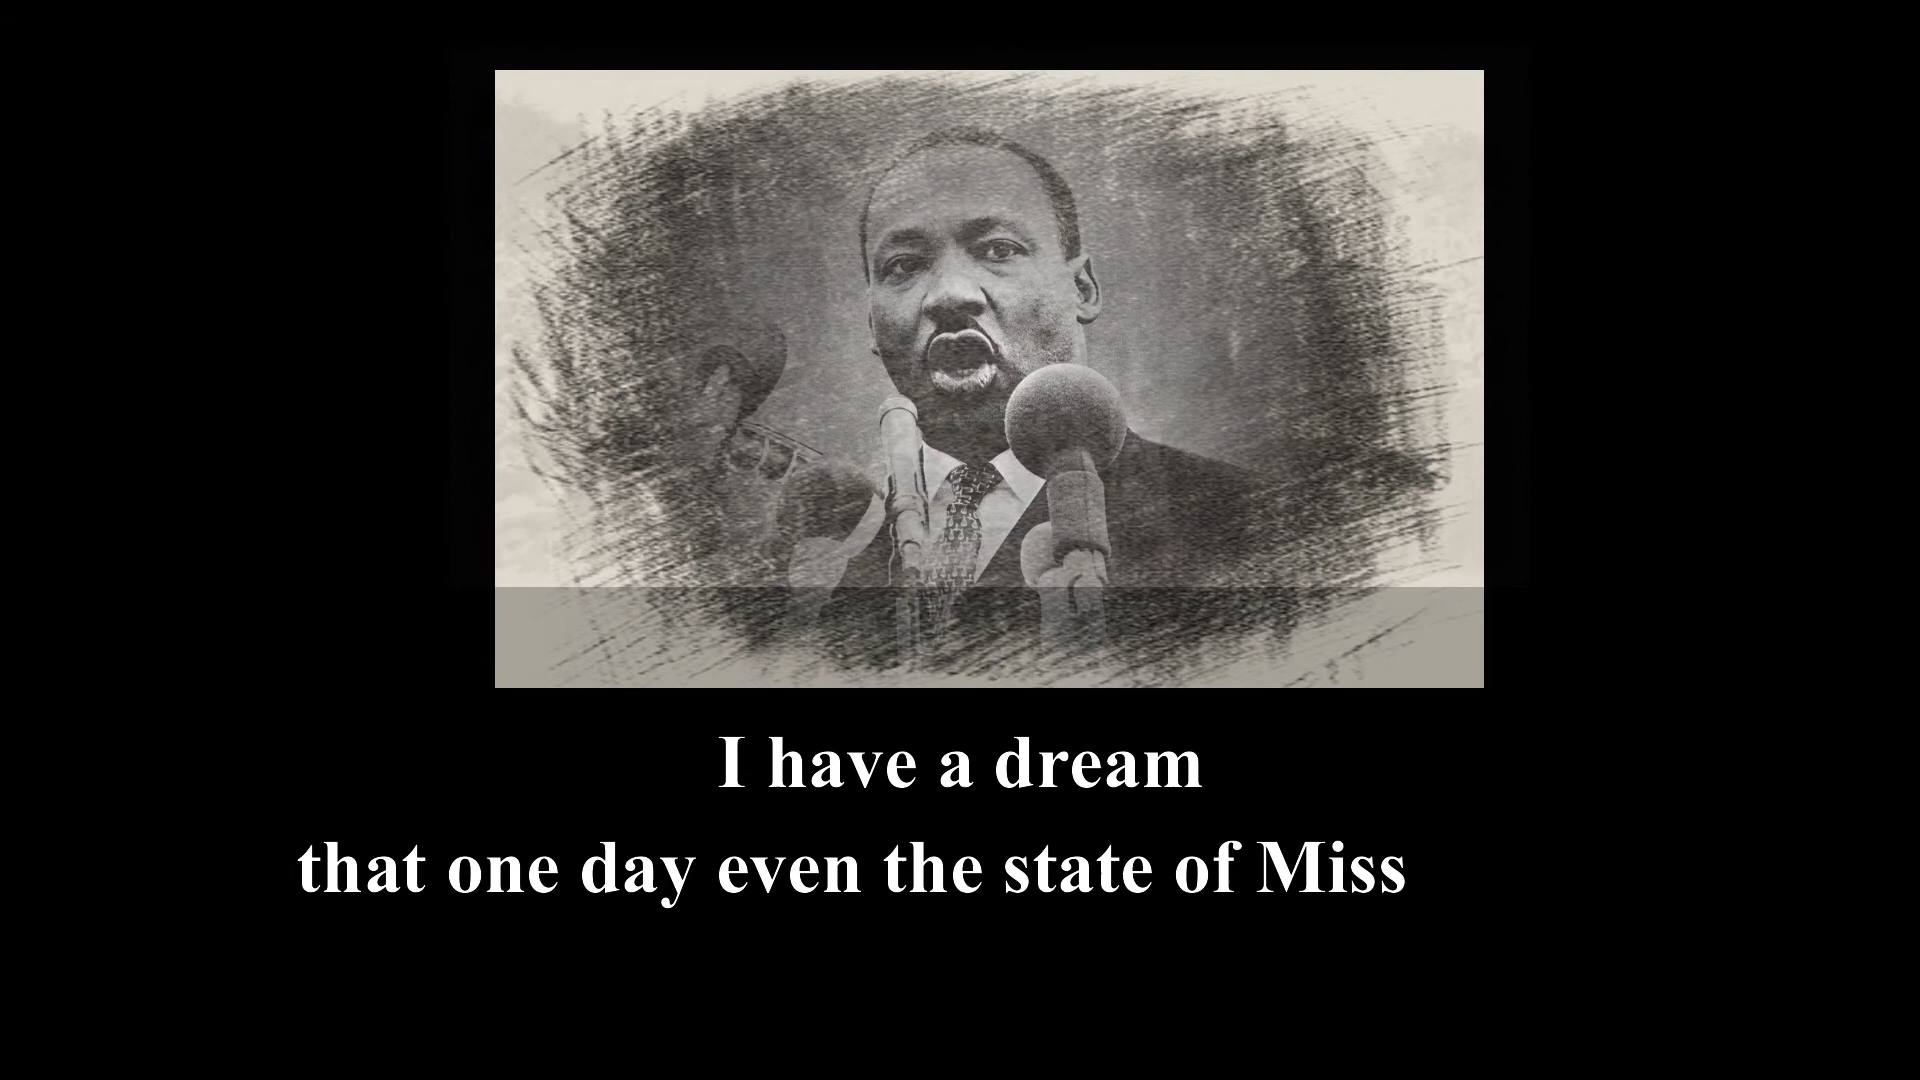 I have a dream
that one day even the state of Miss